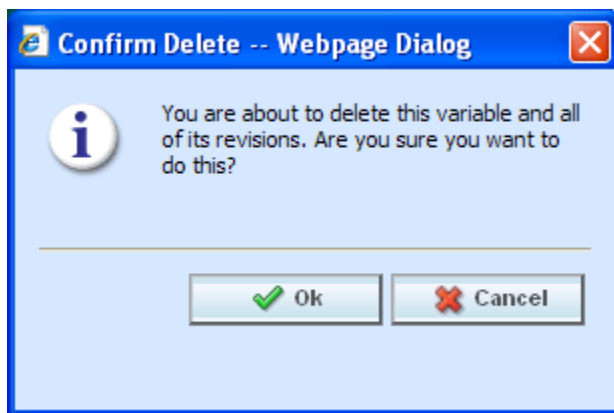 Confirm Delete -- Webpage Dialog
You are about to delete this variable and all
of its revisions. Are you sure you want to
do this?
Ok
Cancel